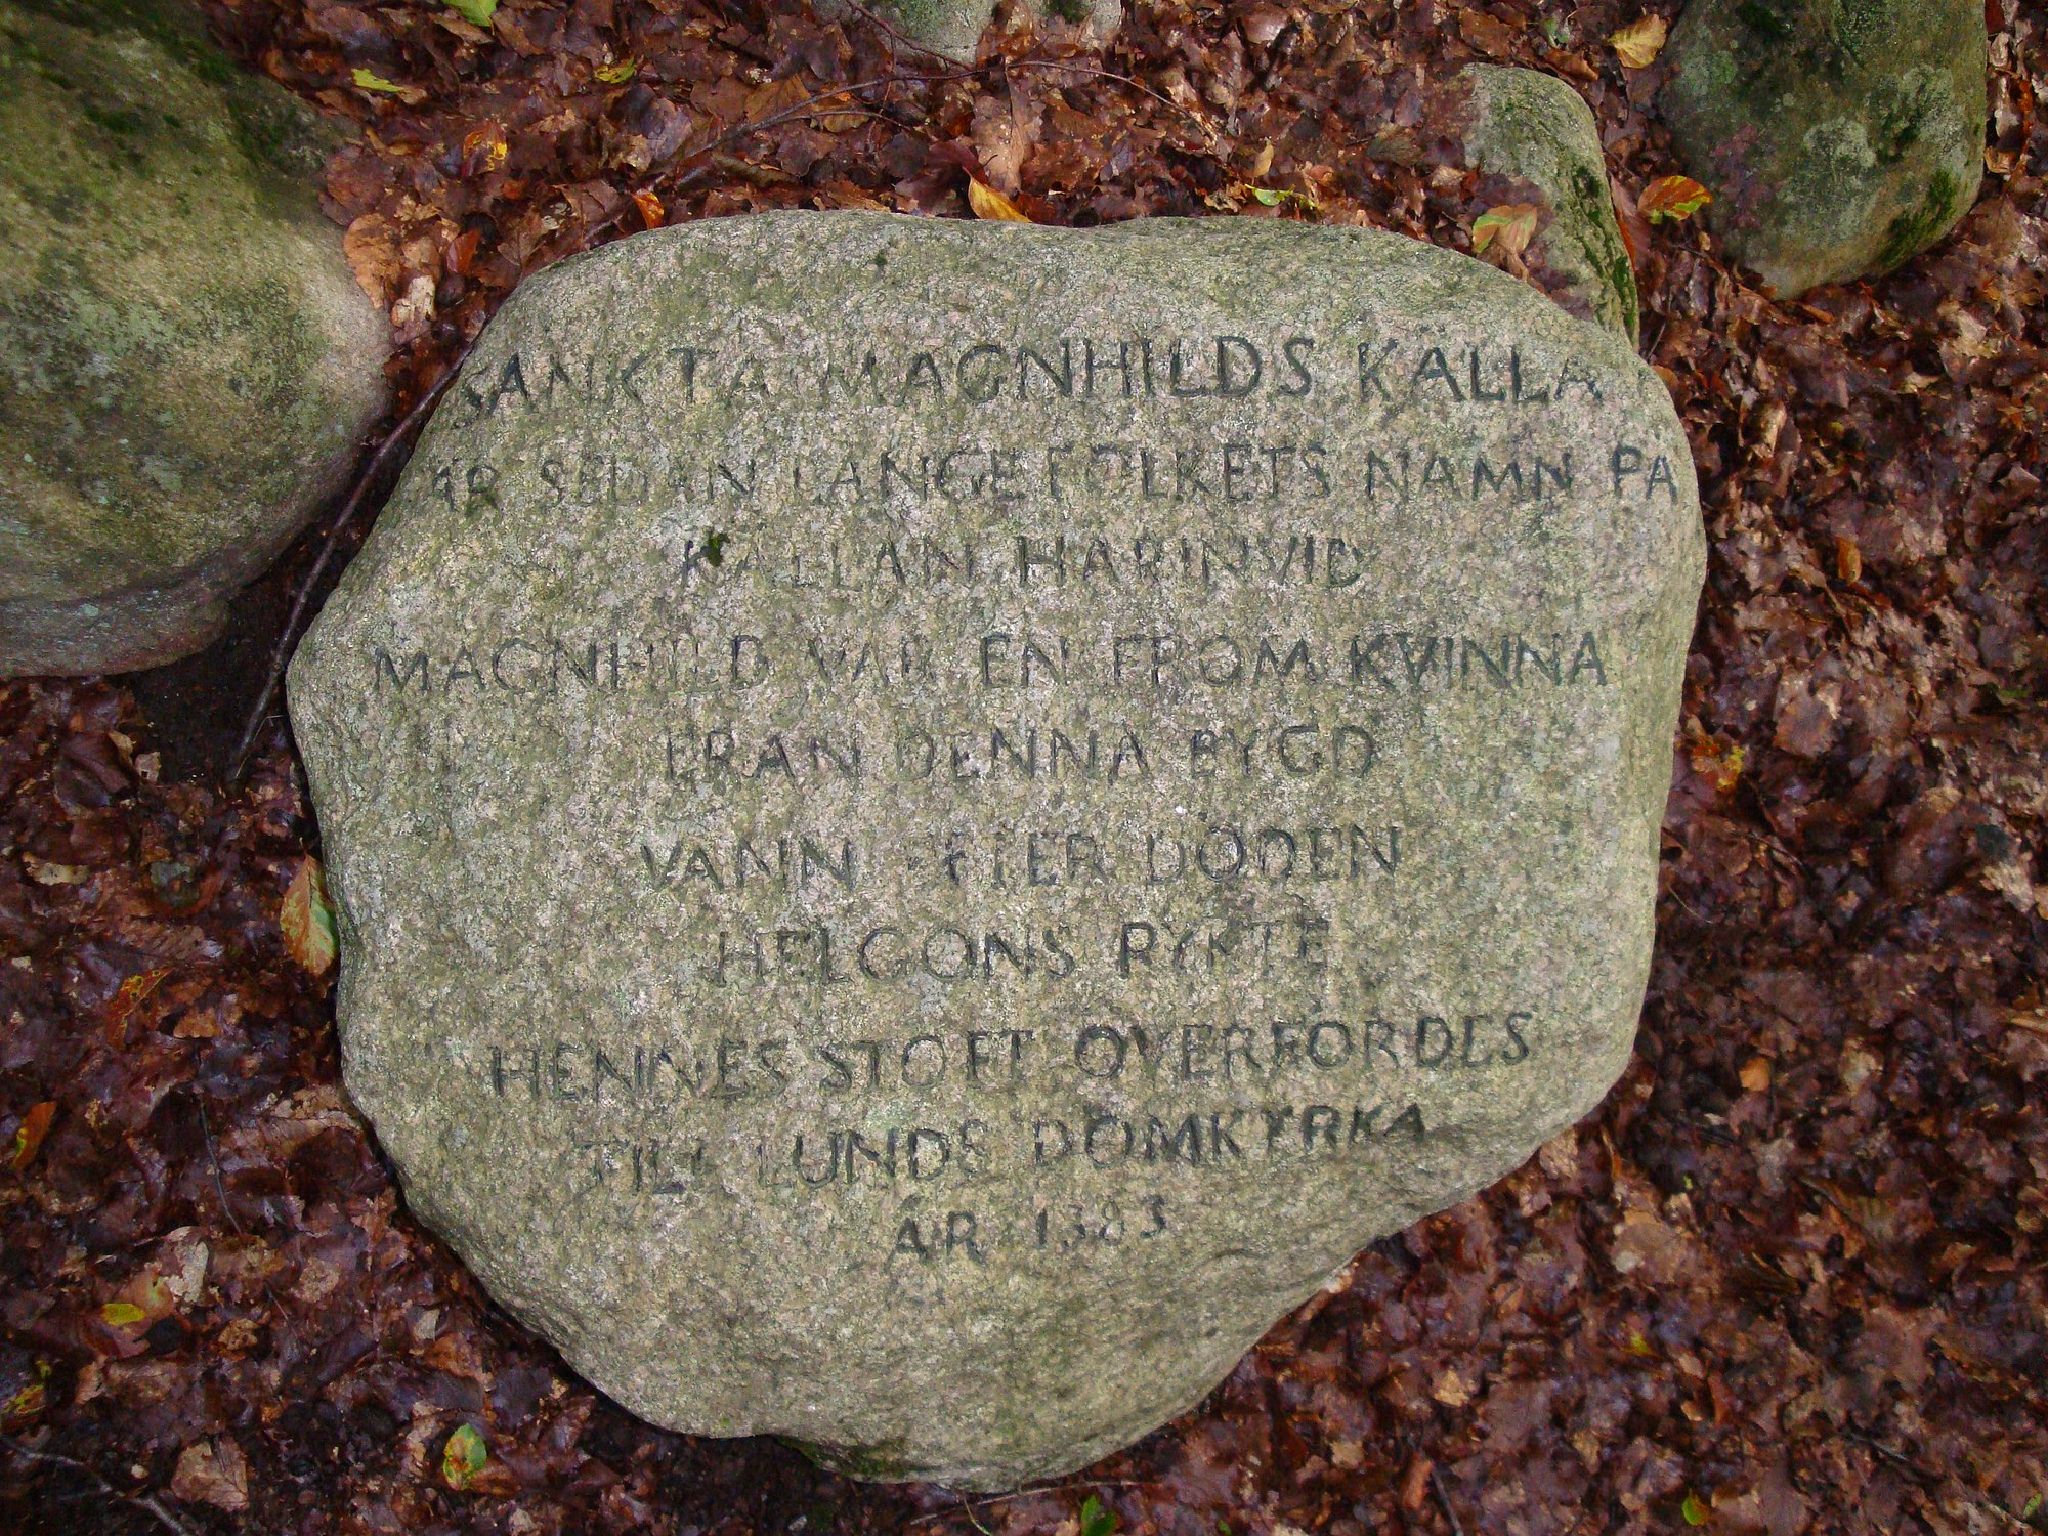 SANKTA MAGNHILDS KÄLLA
ÄR SEDAN LÄNGE FOLKETS NAMN PÅ
KÄLLAN HÄRINVID
MAGNHILD VAR EN FROM KVINNA
FRÅN DENNA BYGD
VANN EFTER DÖDEN
HELGONS RYKTE
HENNES STOFT ÖVERFÖRDES
TILL LUNDS DOMKYRKA
ÅR 1383